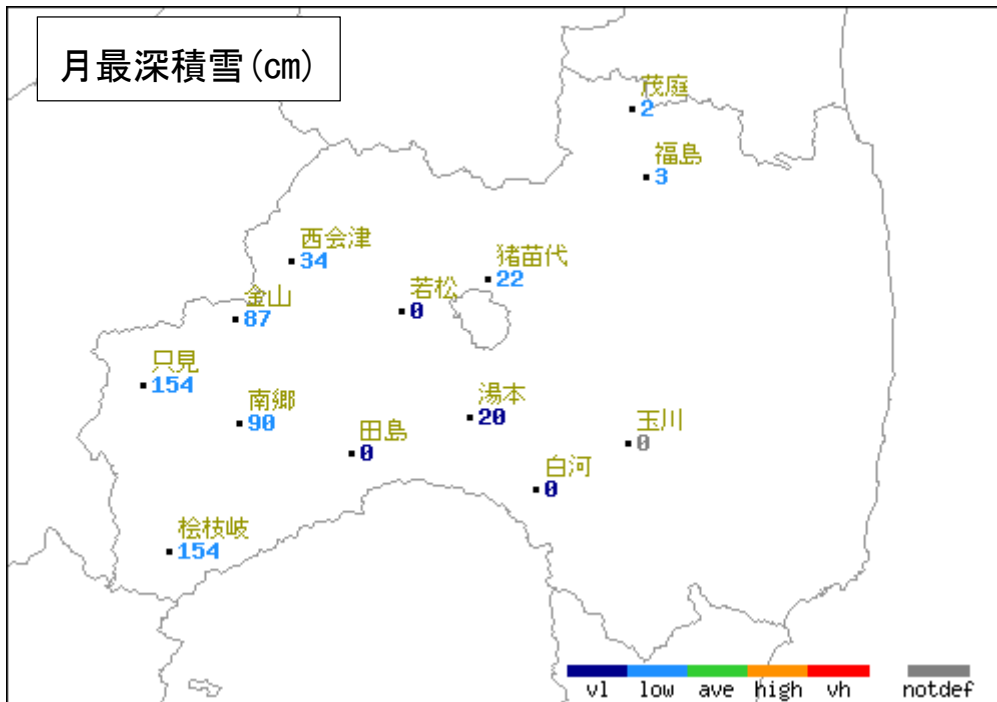 月最深積雪(cm)
茂庭
2
福島
3
西会津
34
猪苗代
22
若松
0
金山
87
只見
154
南郷
90
湯本
20
田島
0
玉川
0
白河
0
桧枝岐
154
vl low ave high vh notdef